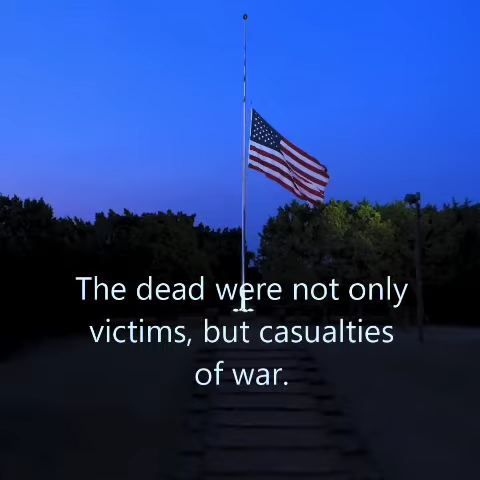 The dead were not only
victims, but casualties
of war.